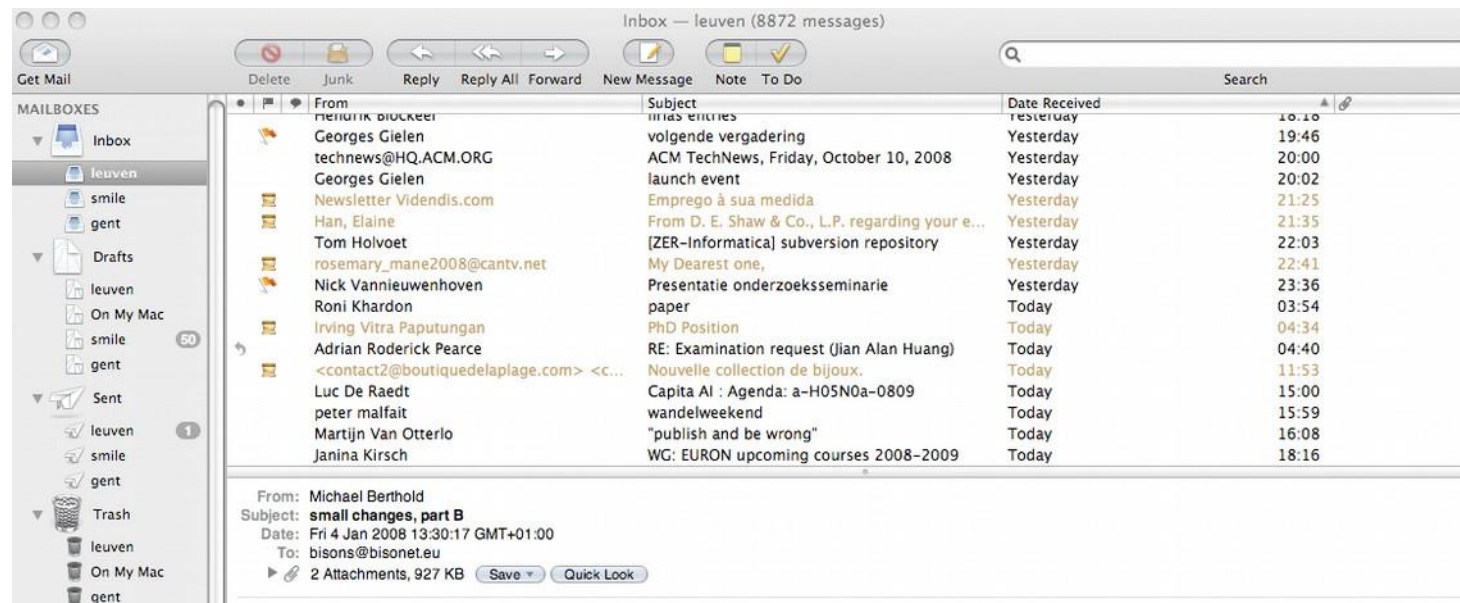 Inbox — leuven (8872 messages)
Get Mail Delete Junk Reply Reply All Forward New Message Note To Do Search
MAILBOXES
Inbox
leuven
smile
gent
Drafts
leuven
On My Mac
smile 50
gent
Sent
leuven 1
smile
gent
Trash
leuven
On My Mac
gent
From Subject Date Received
Hendrik Blockeel lirias entries Yesterday 18:18
Georges Gielen volgende vergadering Yesterday 19:46
technews@HQ.ACM.ORG ACM TechNews, Friday, October 10, 2008 Yesterday 20:00
Georges Gielen launch event Yesterday 20:02
Newsletter Videndis.com Emprego à sua medida Yesterday 21:25
Han, Elaine From D. E. Shaw & Co., L.P. regarding your e... Yesterday 21:35
Tom Holvoet [ZER-Informatica] subversion repository Yesterday 22:03
rosemary_mane2008@cantv.net My Dearest one, Yesterday 22:41
Nick Vannieuwenhoven Presentatie onderzoeksseminarie Yesterday 23:36
Roni Khardon paper Today 03:54
Irving Vitra Paputungan PhD Position Today 04:34
Adrian Roderick Pearce RE: Examination request (Jian Alan Huang) Today 04:40
<contact2@boutiquedelaplage.com> <c... Nouvelle collection de bijoux. Today 11:53
Luc De Raedt Capita AI : Agenda: a-H05N0a-0809 Today 15:00
peter malfait wandelweekend Today 15:59
Martijn Van Otterlo "publish and be wrong" Today 16:08
Janina Kirsch WG: EURON upcoming courses 2008-2009 Today 18:16
From: Michael Berthold
Subject: small changes, part B
Date: Fri 4 Jan 2008 13:30:17 GMT+01:00
To: bisons@bisonet.eu
2 Attachments, 927 KB Save Quick Look